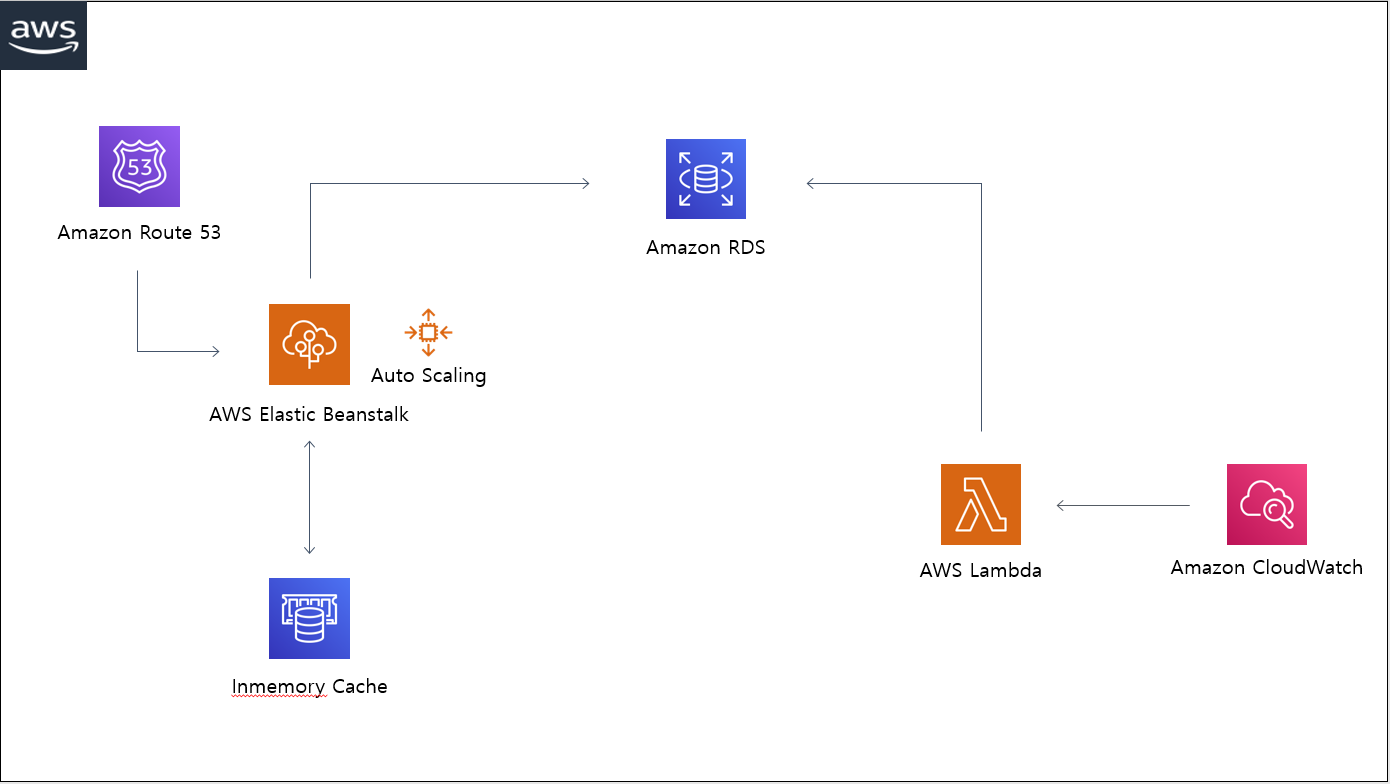 aws
53
Amazon Route 53
Amazon RDS
Auto Scaling
AWS Elastic Beanstalk
AWS Lambda
Amazon CloudWatch
Inmemory Cache